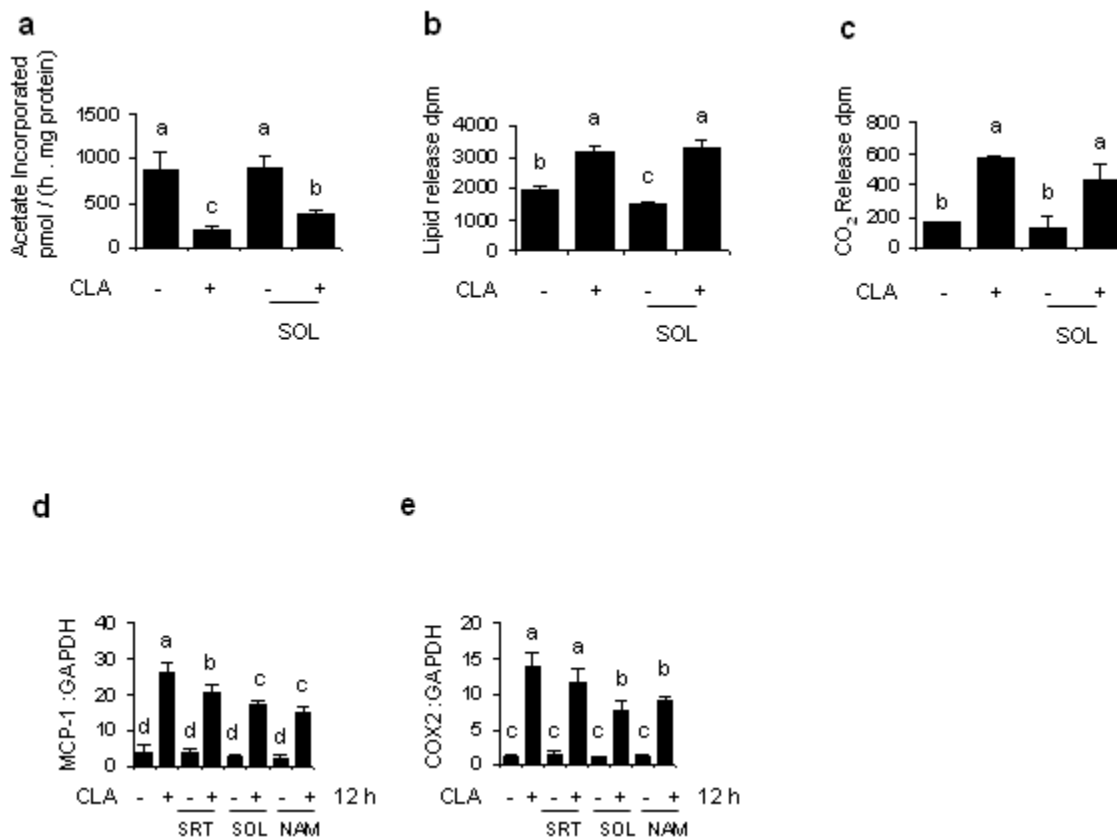 a
Acetate Incorporated
pmol / (h . mg protein)
1500
1000
500
0
a
c
a
b
CLA - + - +
SOL
b
Lipid release dpm
4000
3000
2000
1000
0
b
a
c
a
CLA - + - +
SOL
c
CO2 Release dpm
800
600
400
200
0
b
a
b
a
CLA - + - +
SOL
d
MCP-1 :GAPDH
40
30
20
10
0
d
a
d
b
d
c
d
c
CLA - + - + - + - + 12 h
SRT SOL NAM
e
COX2 :GAPDH
20
15
10
5
0
c
a
c
a
c
b
c
b
CLA - + - + - + - + 12 h
SRT SOL NAM